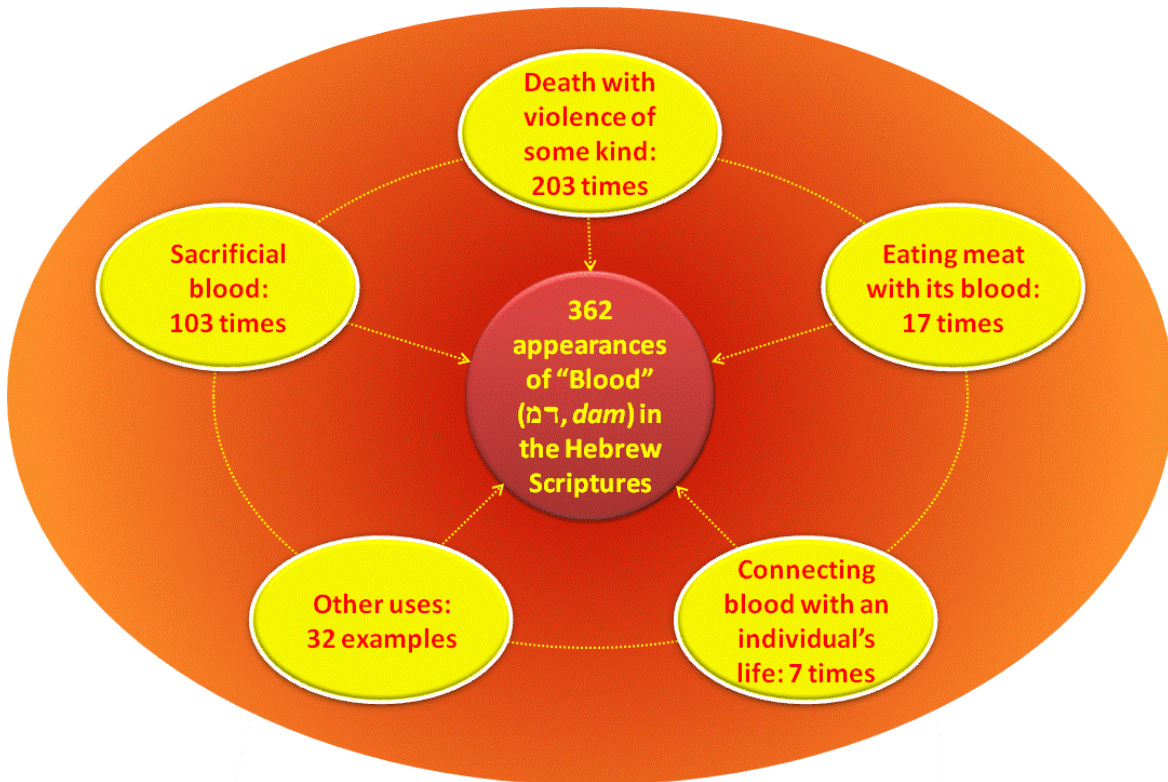 Death with
violence of
some kind:
203 times
Sacrificial
blood:
103 times
Eating meat
with its blood:
17 times
362
appearances
of “Blood”
(דמ, dam) in
the Hebrew
Scriptures
Other uses:
32 examples
Connecting
blood with an
individual’s
life: 7 times